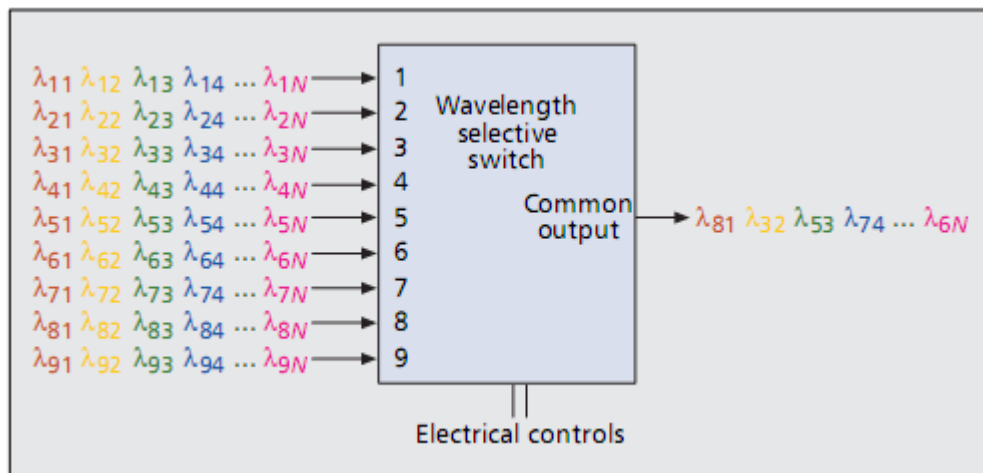 λ11 λ12 λ13 λ14 ... λ1N
λ21 λ22 λ23 λ24 ... λ2N
λ31 λ32 λ33 λ34 ... λ3N
λ41 λ42 λ43 λ44 ... λ4N
λ51 λ52 λ53 λ54 ... λ5N
λ61 λ62 λ63 λ64 ... λ6N
λ71 λ72 λ73 λ74 ... λ7N
λ81 λ82 λ83 λ84 ... λ8N
λ91 λ92 λ93 λ94 ... λ9N
1
2
3
4
5
6
7
8
9
Wavelength
selective
switch
Common
output
λ81 λ32 λ53 λ74 ... λ6N
Electrical controls